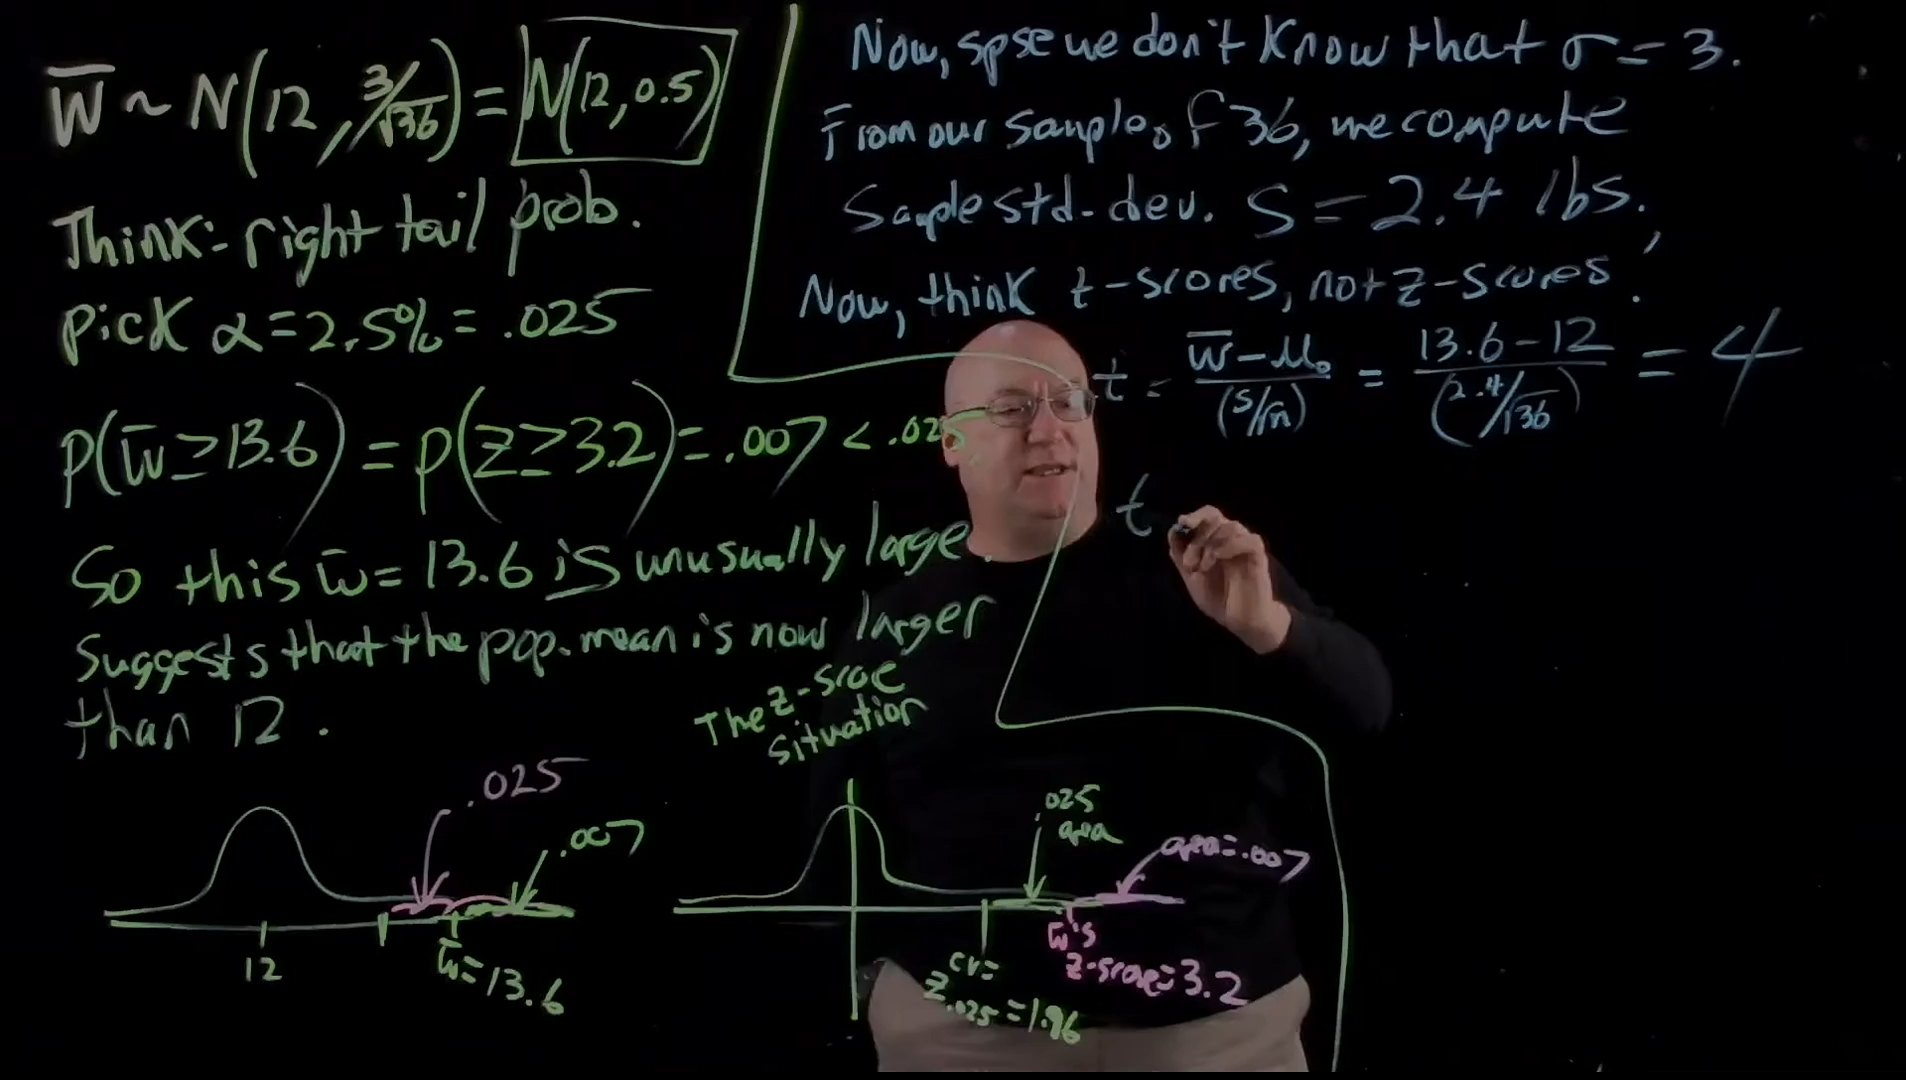 W̄ ~ N(12, 3/√36) = N(12, 0.5)
Think: right tail prob.
Pick α = 2.5% = .025
P(w̄ ≥ 13.6) = P(Z ≥ 3.2) = .007 < .025
So this w̄ = 13.6 is unusually large.
Suggests that the pop. mean is now larger
than 12.
.025
.007
12
w̄ = 13.6
The z-sroe
situation
.025
area
area = .007
w̄'s
z-score = 3.2
cv =
z.025 = 1.96
Now, spse we don't know that σ = 3.
From our sample of 36, we compute
Sample std-dev. S = 2.4 lbs.,
Now, think t-scores, not z-scores.
t = (w̄ - μ₀)/(s/√n) = (13.6 - 12)/(2.4/√36) = 4
t